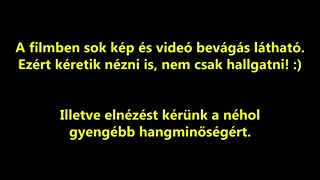 A filmben sok kép és videó bevágás látható.
Ezért kéretik nézni is, nem csak hallgatni! :)
Illetve elnézést kérünk a néhol
gyengébb hangminőségért.